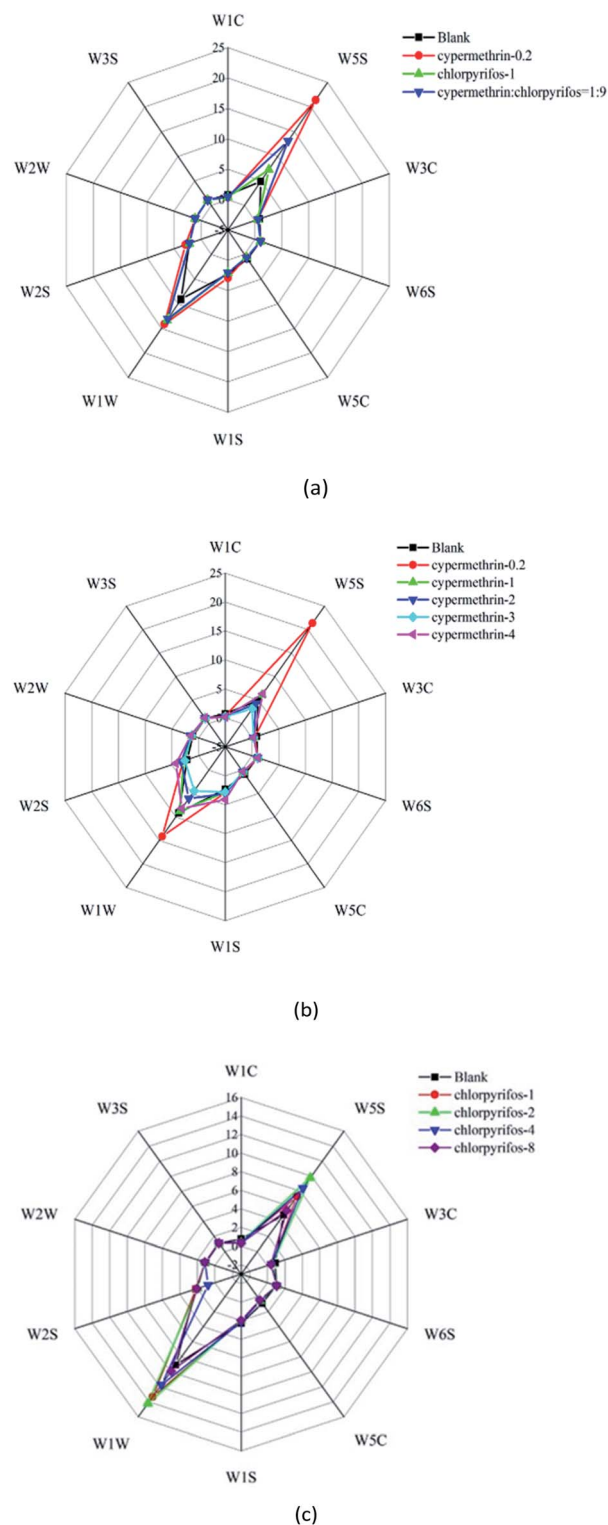 W1C
25
20
15
10
5
0
-5
W5S
W3C
W6S
W5C
W1S
W1W
W2S
W2W
W3S
Blank
cypermethrin-0.2
chlorpyrifos-1
cypermethrin:chlorpyrifos=1:9
(a)
W1C
25
20
15
10
5
0
-5
W5S
W3C
W6S
W5C
W1S
W1W
W2S
W2W
W3S
Blank
cypermethrin-0.2
cypermethrin-1
cypermethrin-2
cypermethrin-3
cypermethrin-4
(b)
W1C
16
14
12
10
8
6
4
2
0
-2
W5S
W3C
W6S
W5C
W1S
W1W
W2S
W2W
W3S
Blank
chlorpyrifos-1
chlorpyrifos-2
chlorpyrifos-4
chlorpyrifos-8
(c)